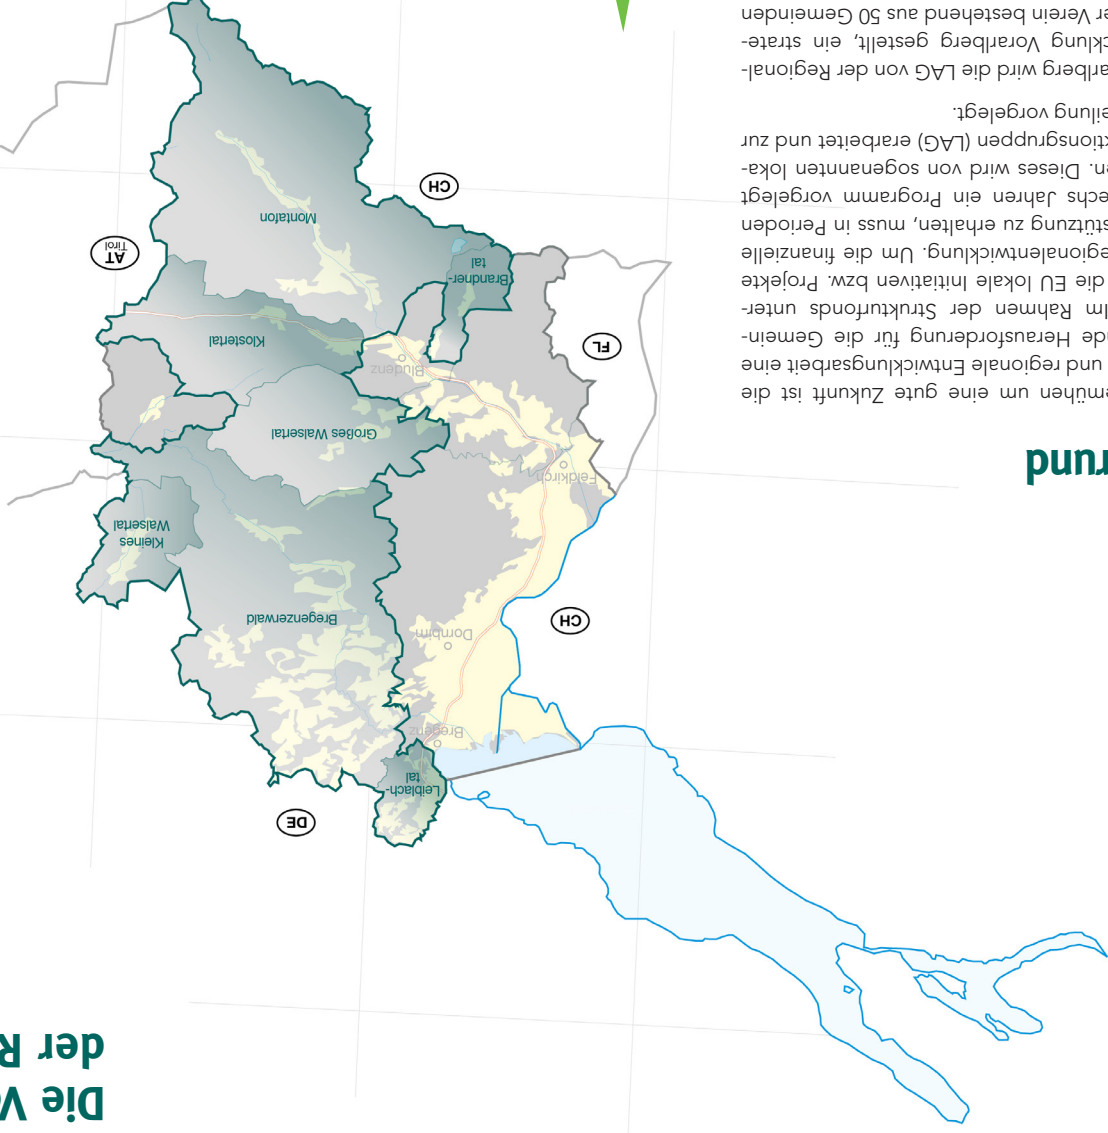 Die V
der R
rund
emühen um eine gute Zukunft ist die
und regionale Entwicklungsarbeit eine
nde Herausforderung für die Gemein-
Im Rahmen der Strukturfonds unter-
die EU lokale Initiativen bzw. Projekte
egionalentwicklung. Um die finanzielle
stützung zu erhalten, muss in Perioden
echs Jahren ein Programm vorgelegt
en. Dieses wird von sogenannten loka-
ktionsgruppen (LAG) erarbeitet und zur
eilung vorgelegt.
arlberg wird die LAG von der Regional-
cklung Vorarlberg gestellt, ein strate-
er Verein bestehend aus 50 Gemeinden
DE
Leiblach-
tal
Bregenz
Dornbirn
CH
Bregenzerwald
Kleines
Walsertal
Feldkirch
Großes Walsertal
Bludenz
FL
Klostertal
Brandner-
tal
AT
Tirol
Montafon
CH